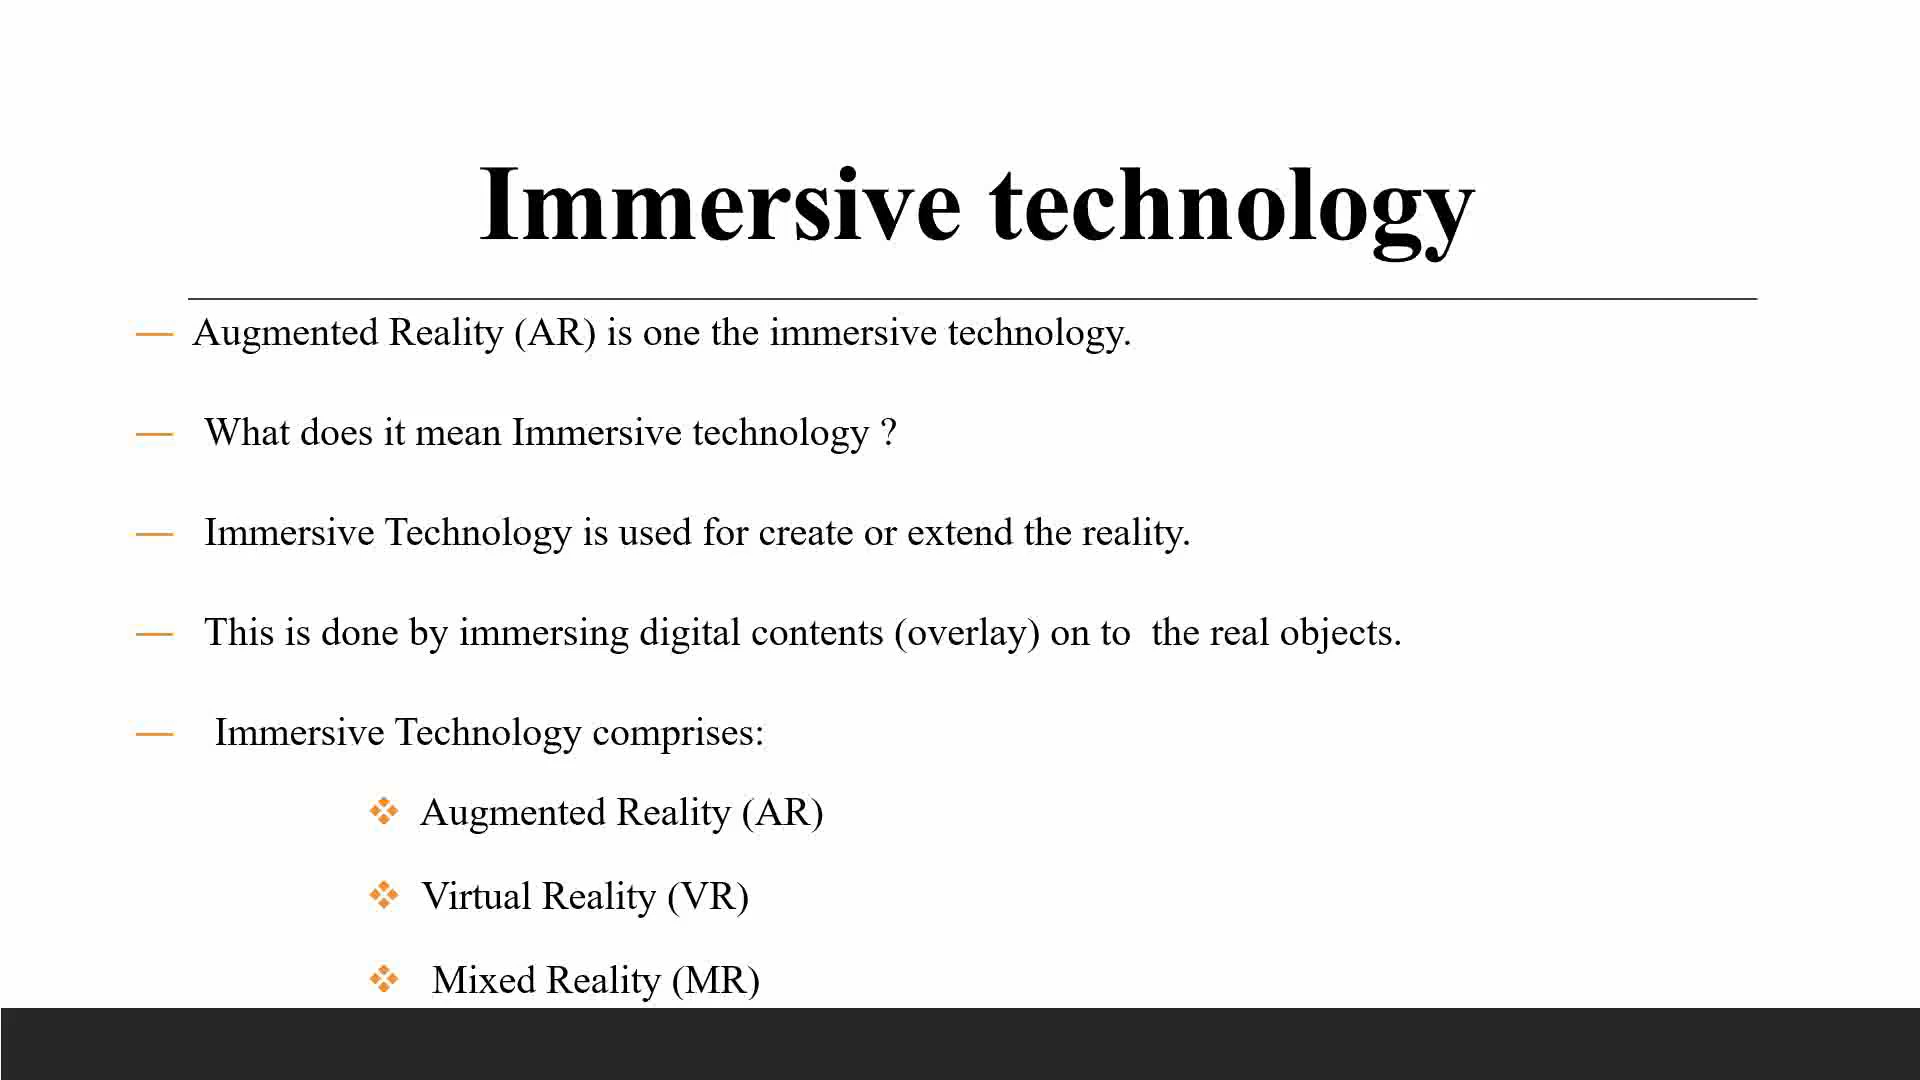 Immersive technology
— Augmented Reality (AR) is one the immersive technology.
— What does it mean Immersive technology ?
— Immersive Technology is used for create or extend the reality.
— This is done by immersing digital contents (overlay) on to  the real objects.
— Immersive Technology comprises:
❖ Augmented Reality (AR)
❖ Virtual Reality (VR)
❖ Mixed Reality (MR)